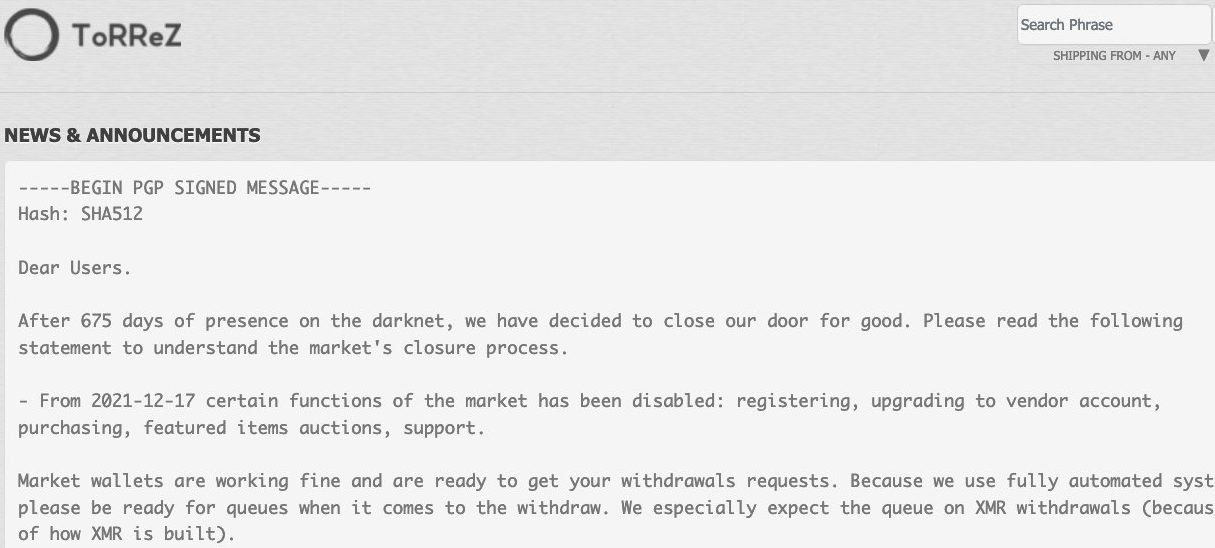 ToRReZ
Search Phrase
SHIPPING FROM - ANY
NEWS & ANNOUNCEMENTS
-----BEGIN PGP SIGNED MESSAGE-----
Hash: SHA512
Dear Users.
After 675 days of presence on the darknet, we have decided to close our door for good. Please read the following
statement to understand the market's closure process.
- From 2021-12-17 certain functions of the market has been disabled: registering, upgrading to vendor account,
purchasing, featured items auctions, support.
Market wallets are working fine and are ready to get your withdrawals requests. Because we use fully automated syst
please be ready for queues when it comes to the withdraw. We especially expect the queue on XMR withdrawals (becaus
of how XMR is built).